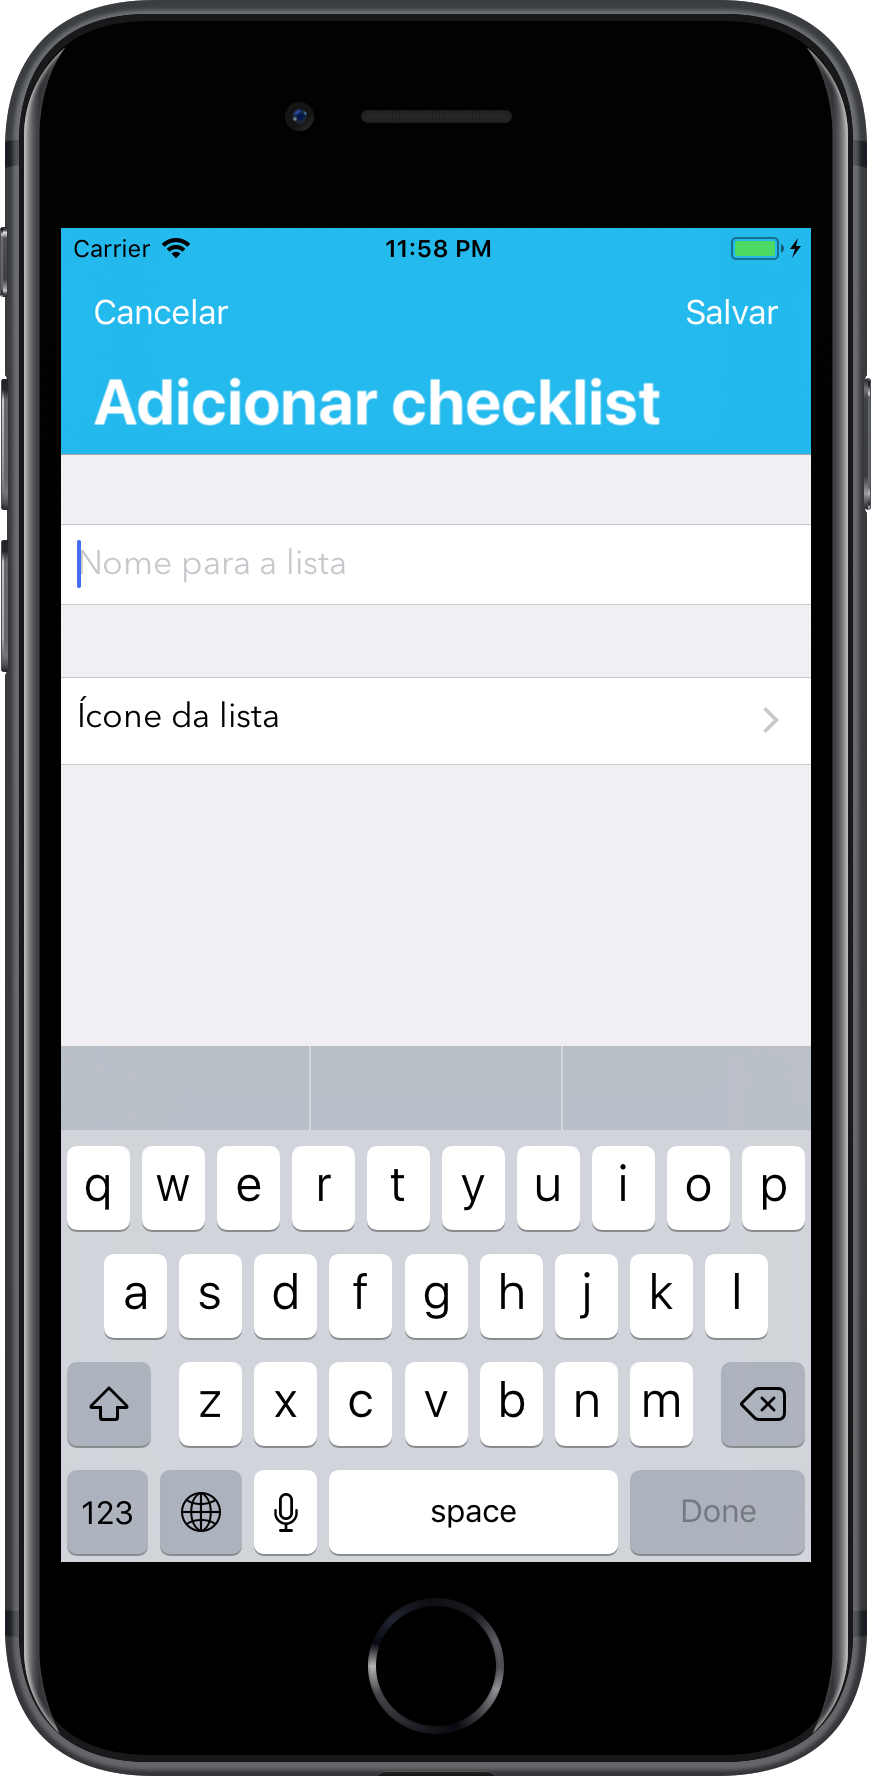 Carrier 11:58 PM
Cancelar Salvar
Adicionar checklist
Nome para a lista
Ícone da lista
q w e r t y u i o p
a s d f g h j k l
z x c v b n m
123 space Done